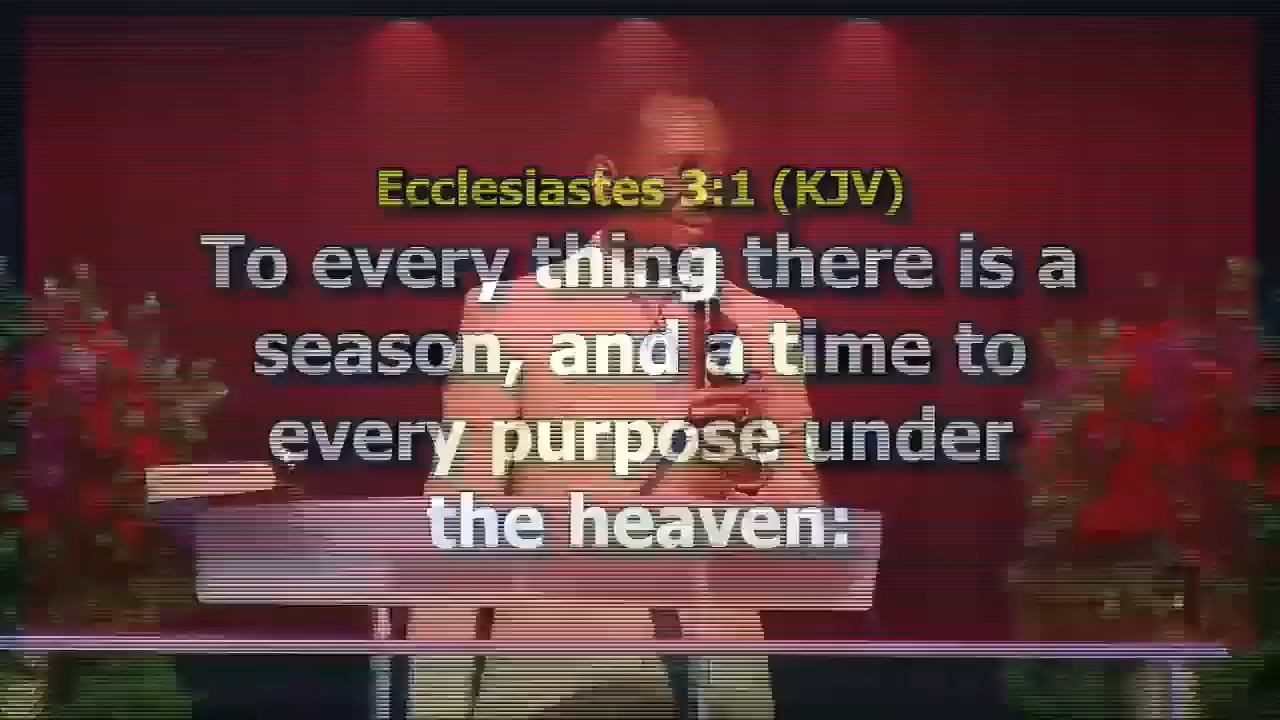 Ecclesiastes 3:1 (KJV)
To every thing there is a
season, and a time to
every purpose under
the heaven: